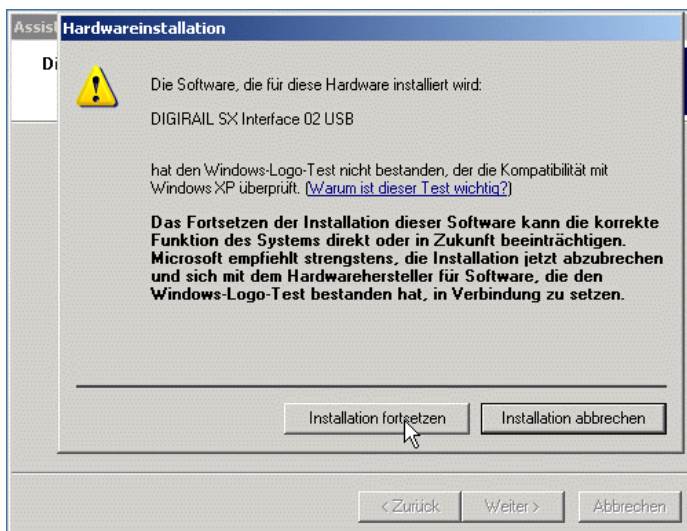 Assis
Hardwareinstallation
Di
Die Software, die für diese Hardware installiert wird:
DIGIRAIL SX Interface 02 USB
hat den Windows-Logo-Test nicht bestanden, der die Kompatibilität mit
Windows XP überprüft. (Warum ist dieser Test wichtig?)
Das Fortsetzen der Installation dieser Software kann die korrekte
Funktion des Systems direkt oder in Zukunft beeinträchtigen.
Microsoft empfiehlt strengstens, die Installation jetzt abzubrechen
und sich mit dem Hardwarehersteller für Software, die den
Windows-Logo-Test bestanden hat, in Verbindung zu setzen.
Installation fortsetzen Installation abbrechen
< Zurück Weiter > Abbrechen